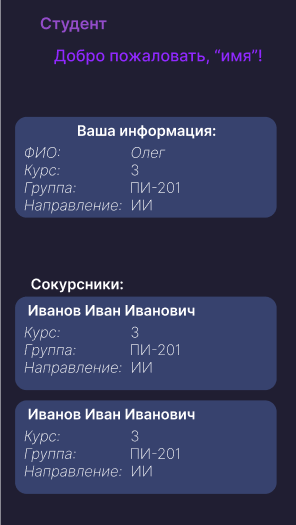 Студент
Добро пожаловать, “имя”!
Ваша информация:
ФИО: Олег
Курс: 3
Группа: ПИ-201
Направление: ИИ
Сокурсники:
Иванов Иван Иванович
Курс: 3
Группа: ПИ-201
Направление: ИИ
Иванов Иван Иванович
Курс: 3
Группа: ПИ-201
Направление: ИИ